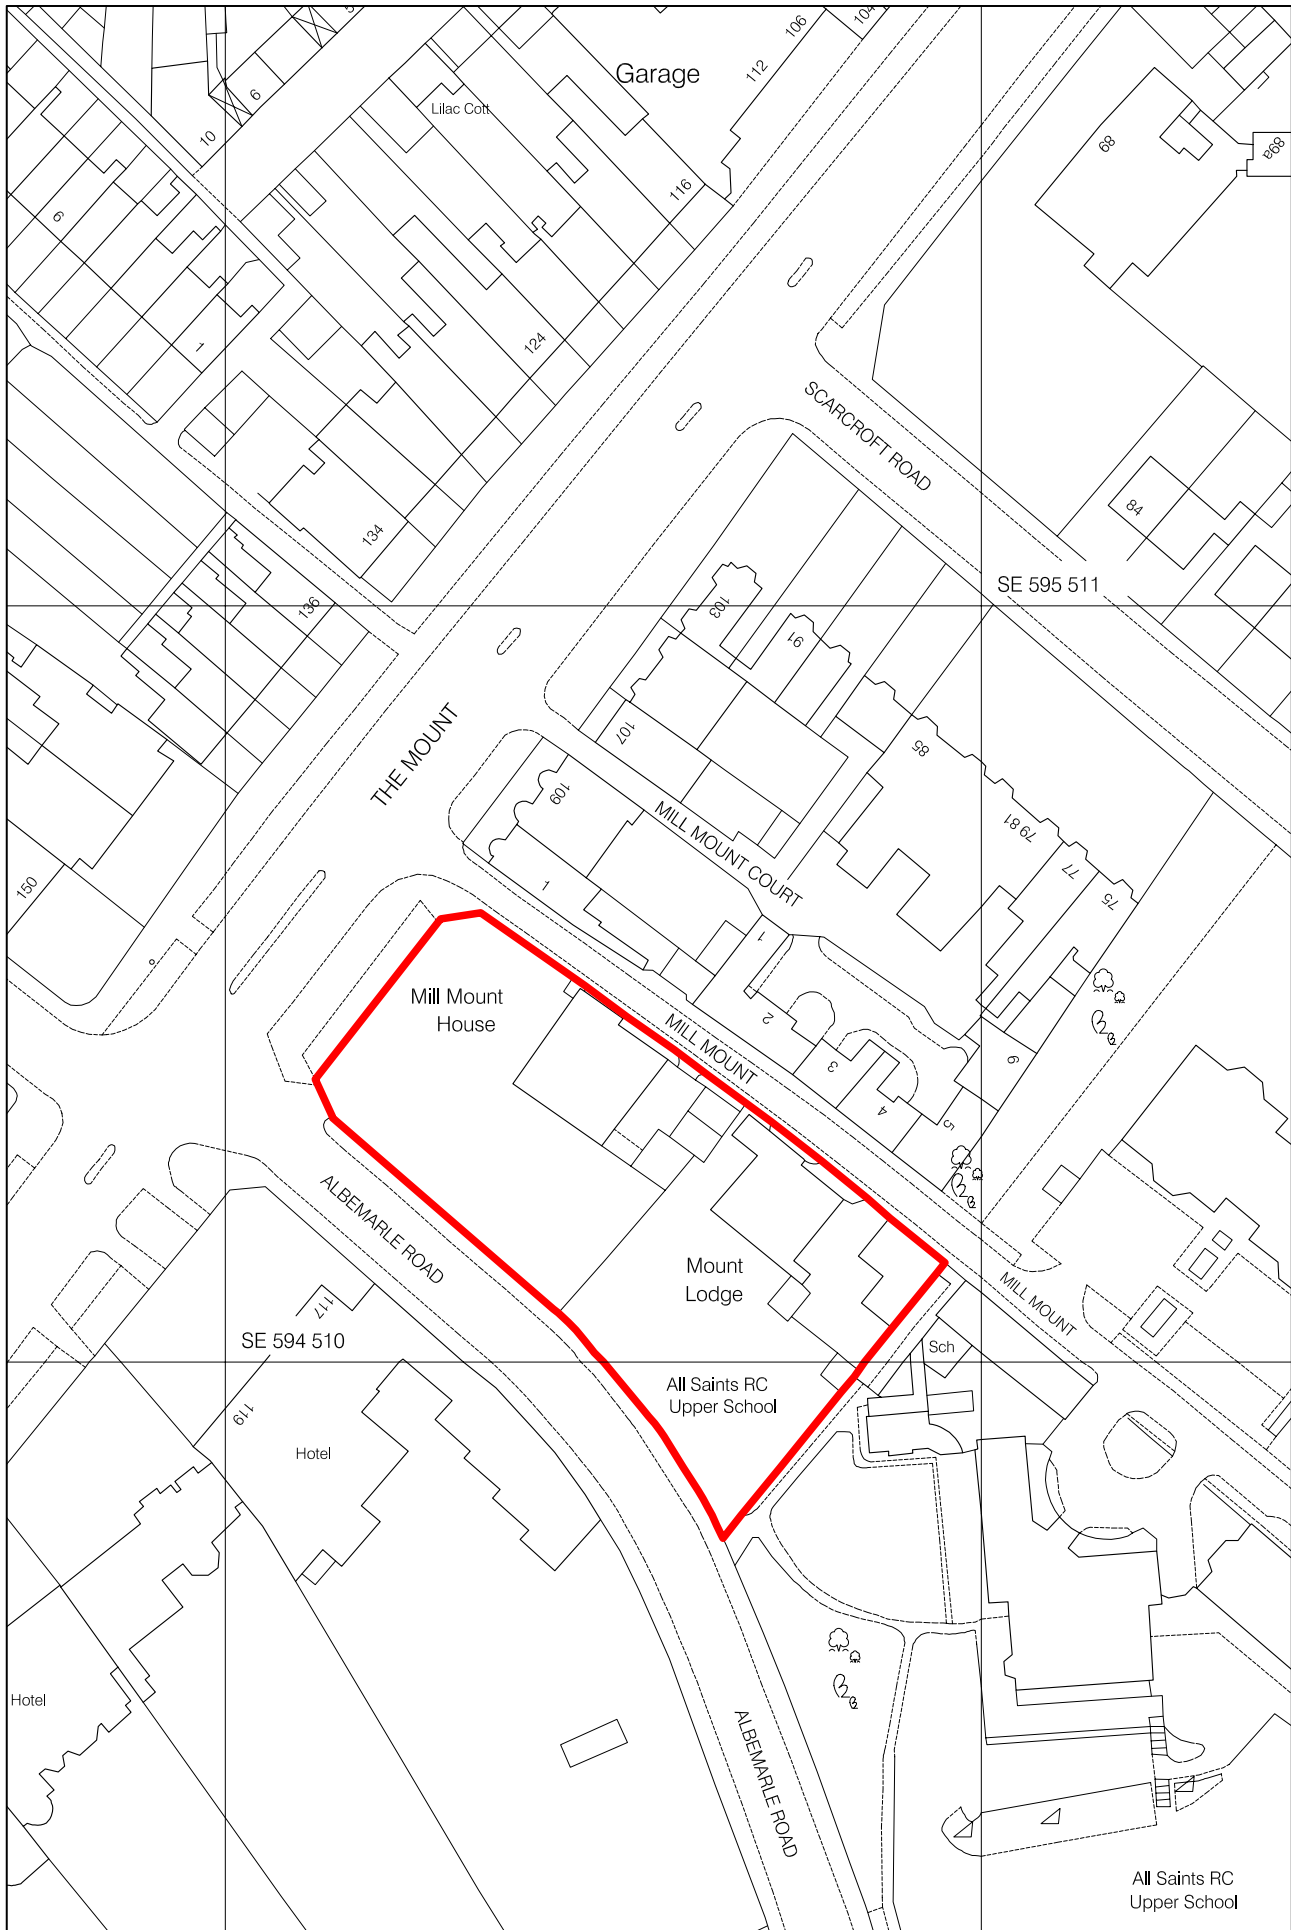 104
106
5
Garage
112
6
Lilac Cott
10
89
89a
116
9
124
1
SCARCROFT ROAD
84
134
SE 595 511
136
103
91
THE MOUNT
107
85
109
MILL MOUNT COURT
79 81
77
75
150
1
1
Mill Mount
House
2
MILL MOUNT
3
6
4
5
ALBEMARLE ROAD
Mount
Lodge
MILL MOUNT
117
SE 594 510
Sch
All Saints RC
Upper School
119
Hotel
Hotel
ALBEMARLE ROAD
All Saints RC
Upper School